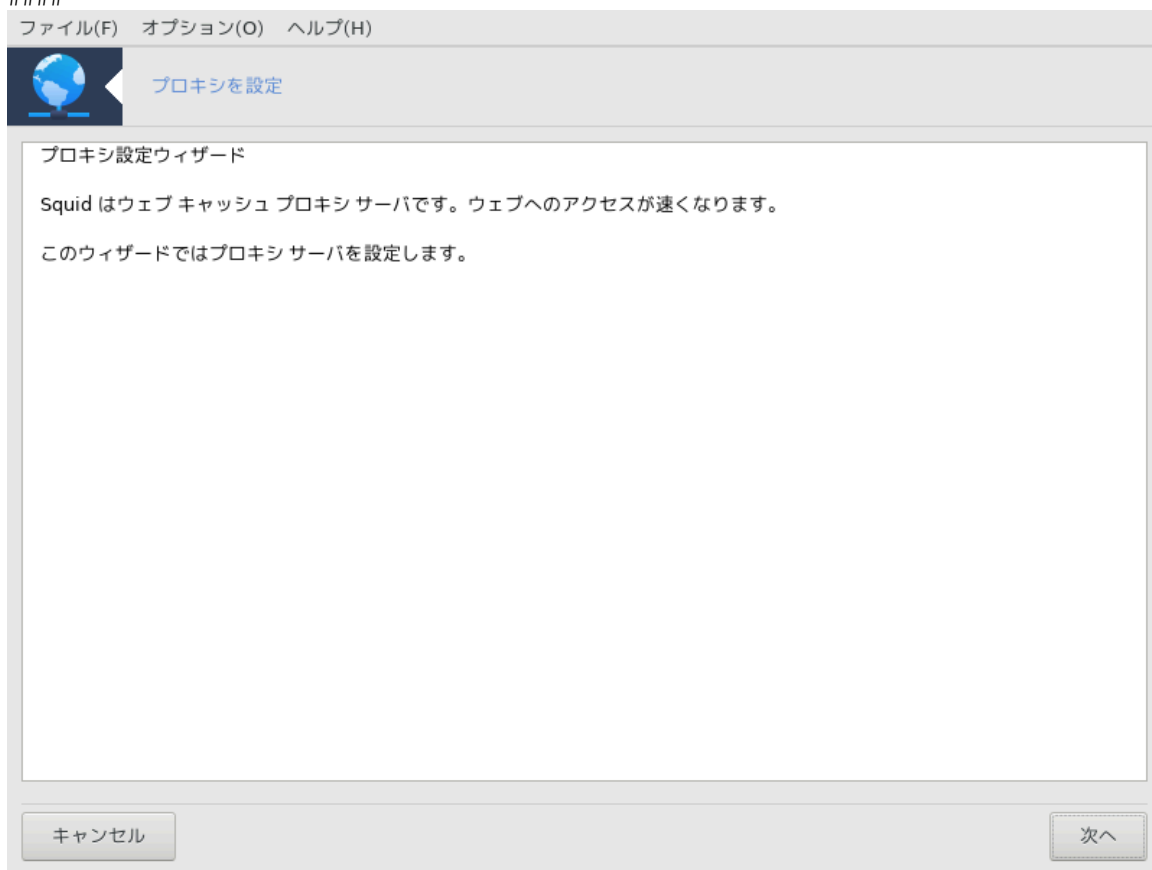 ファイル(F) オプション(O) ヘルプ(H)
プロキシを設定
プロキシ設定ウィザード
Squid はウェブ キャッシュ プロキシ サーバです。ウェブへのアクセスが速くなります。
このウィザードではプロキシ サーバを設定します。
キャンセル
次へ